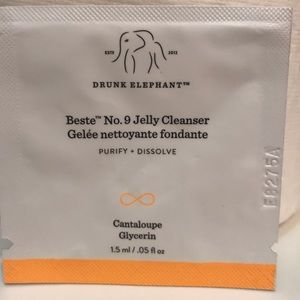 ESTD 2012
DRUNK ELEPHANT™
Beste™ No. 9 Jelly Cleanser
Gelée nettoyante fondante
PURIFY + DISSOLVE
Cantaloupe
Glycerin
1.5 ml / .05 fl oz
E8275A